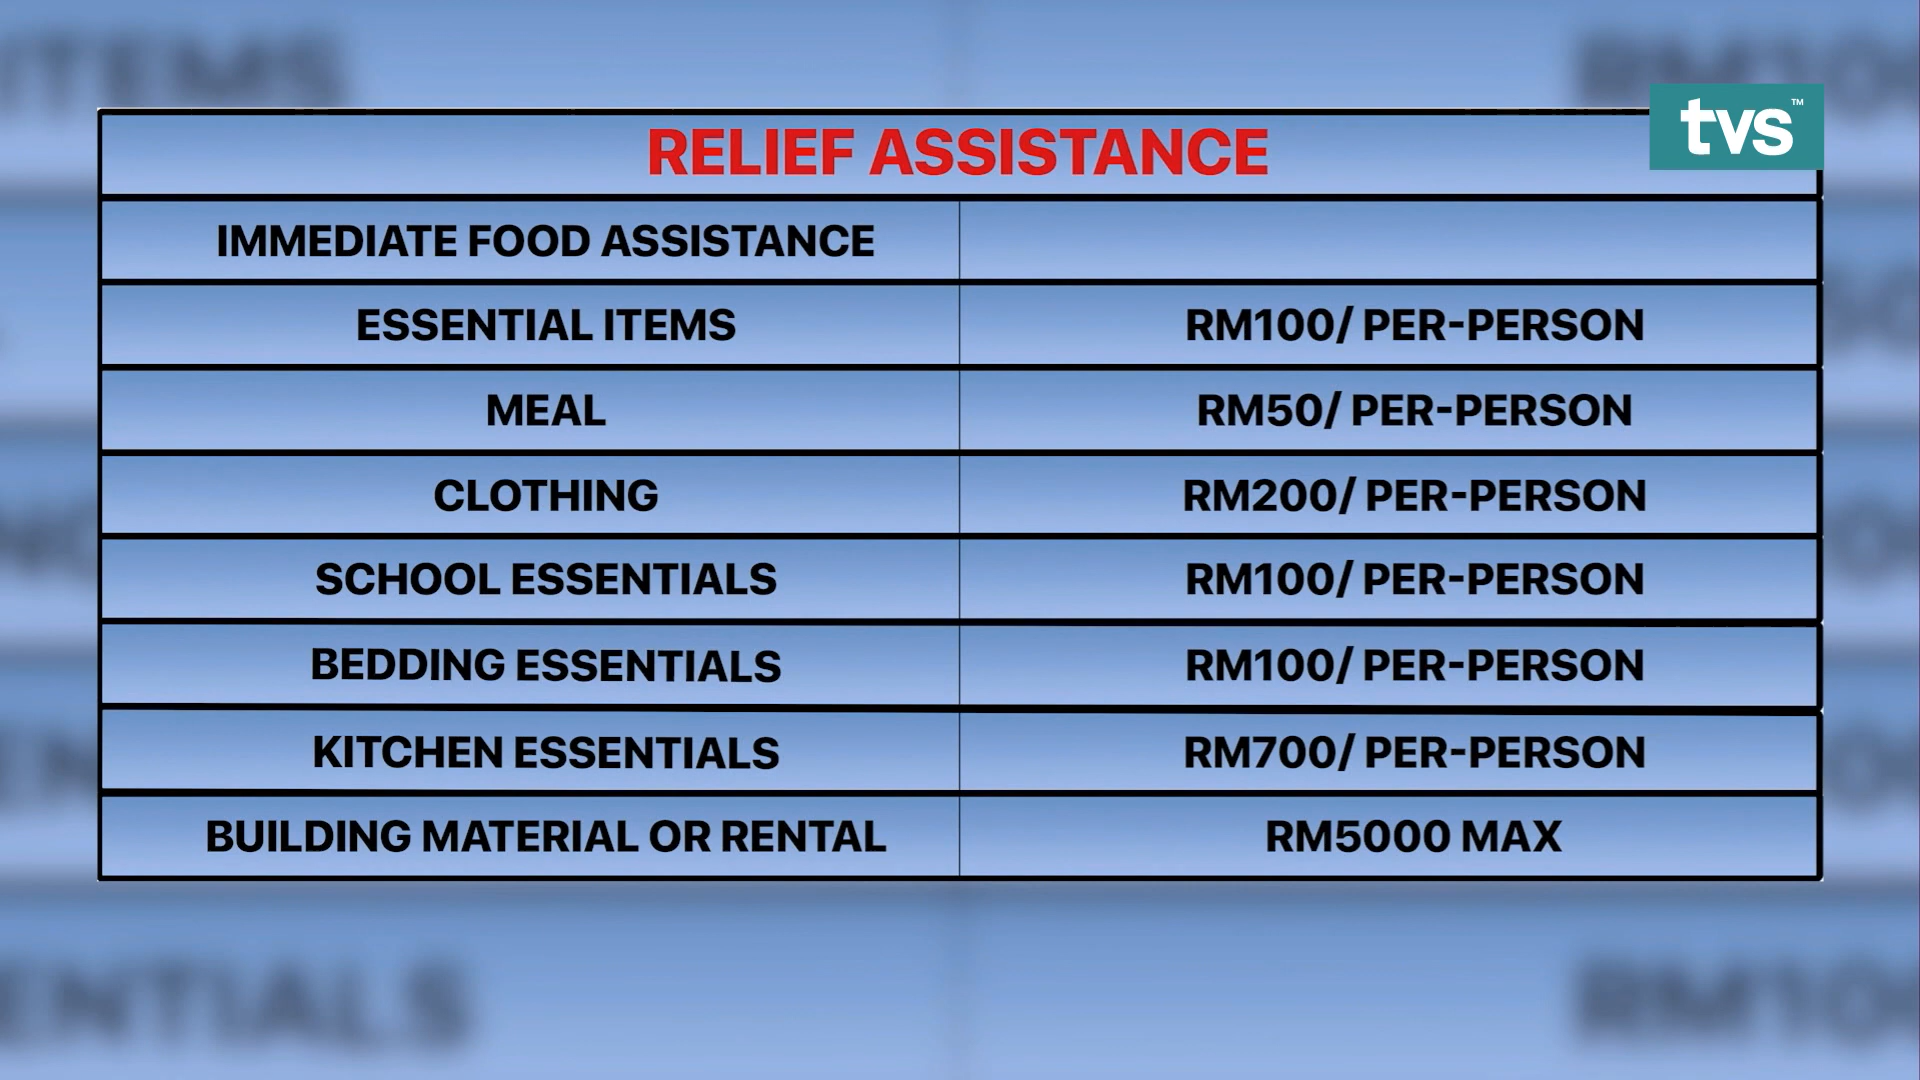 ITEMS
tvs™
RELIEF ASSISTANCE
IMMEDIATE FOOD ASSISTANCE
ESSENTIAL ITEMS RM100/ PER-PERSON
MEAL RM50/ PER-PERSON
CLOTHING RM200/ PER-PERSON
SCHOOL ESSENTIALS RM100/ PER-PERSON
BEDDING ESSENTIALS RM100/ PER-PERSON
KITCHEN ESSENTIALS RM700/ PER-PERSON
BUILDING MATERIAL OR RENTAL RM5000 MAX
ENTIALS